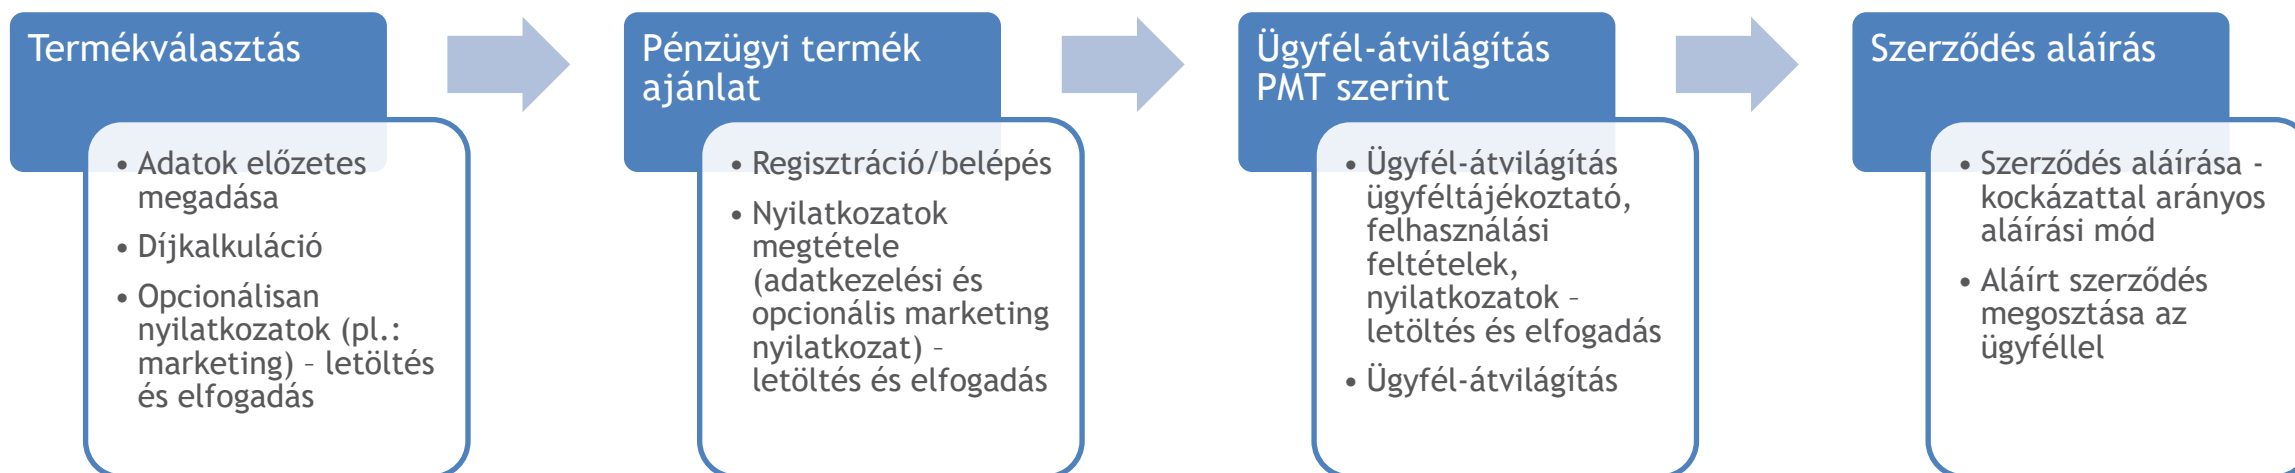 Termékválasztás
• Adatok előzetes
megadása
• Díjkalkuláció
• Opcionálisan
nyilatkozatok (pl.:
marketing) – letöltés
és elfogadás
Pénzügyi termék
ajánlat
• Regisztráció/belépés
• Nyilatkozatok
megtétele
(adatkezelési és
opcionális marketing
nyilatkozat) –
letöltés és elfogadás
Ügyfél-átvilágítás
PMT szerint
• Ügyfél-átvilágítás
ügyféltájékoztató,
felhasználási
feltételek,
nyilatkozatok –
letöltés és elfogadás
• Ügyfél-átvilágítás
Szerződés aláírás
• Szerződés aláírása -
kockázattal arányos
aláírási mód
• Aláírt szerződés
megosztása az
ügyféllel